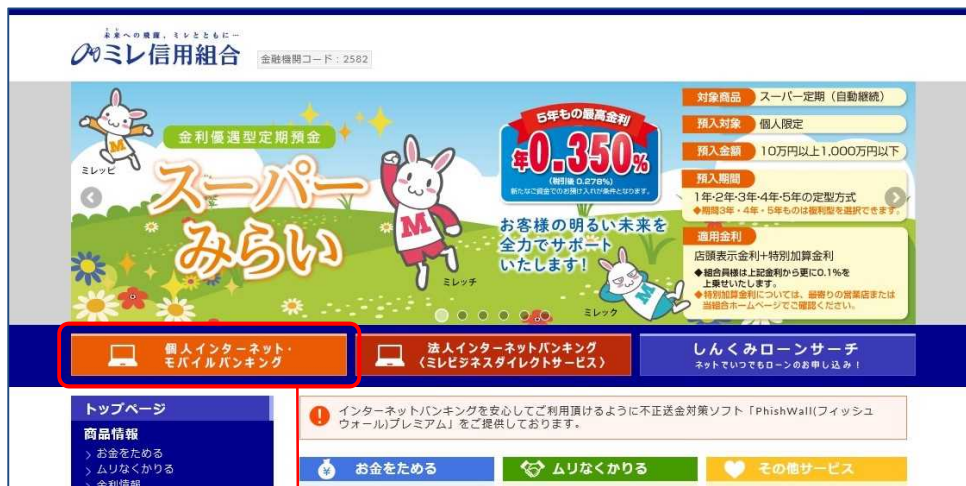 未来への飛躍，ミレとともに…
ミレ信用組合
金融機関コード：2582
金利優遇型定期預金
スーパー
みらい
ミレッピ
ミレッチ
ミレック
5年もの最高金利
年0.350%
(税引後 0.278%)
新たなご資金でのお預け入れが条件となります。
お客様の明るい未来を
全力でサポート
いたします！
対象商品 スーパー定期（自動継続）
預入対象 個人限定
預入金額 10万円以上1,000万円以下
預入期間
1年・2年・3年・4年・5年の定型方式
◆期間3年・4年・5年ものは複利型を選択できます。
適用金利
店頭表示金利+特別加算金利
◆組合員様は上記金利から更に0.1%を
上乗せいたします。
◆特別加算金利については、最寄りの営業店または
当組合ホームページでご確認ください。
個人インターネット・
モバイルバンキング
法人インターネットバンキング
〈ミレビジネスダイレクトサービス〉
しんくみローンサーチ
ネットでいつでもローンのお申し込み！
トップページ
商品情報
> お金をためる
> ムリなくかりる
> 金利情報
インターネットバンキングを安心してご利用頂けるように不正送金対策ソフト「PhishWall(フィッシュ
ウォール)プレミアム」をご提供しております。
お金をためる
ムリなくかりる
その他サービス